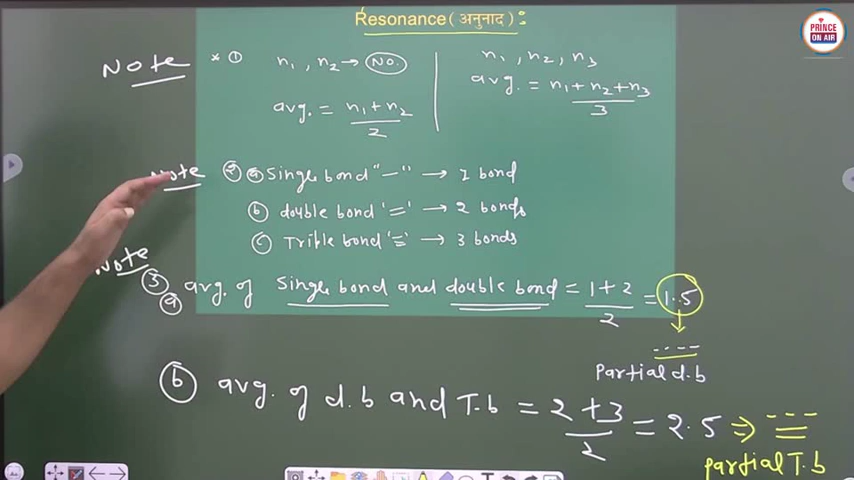 Resonance(अनुनाद) :
PRINCE
ON AIR
Note * ① n₁ , n₂ → No.
avg. = n₁ + n₂ / 2
n₁ , n₂ , n₃
avg. = n₁ + n₂ + n₃ / 3
Note ② ⓐ Single bond "—" → 1 bond
ⓑ double bond '=' → 2 bonds
ⓒ Triple bond '≡' → 3 bonds
Note
③ ⓐ avg. of Single bond and double bond = 1 + 2 / 2 = 1.5
Partial d.b
ⓑ avg. of d.b and T.b = 2 + 3 / 2 = 2.5 ⇒
partial T.b